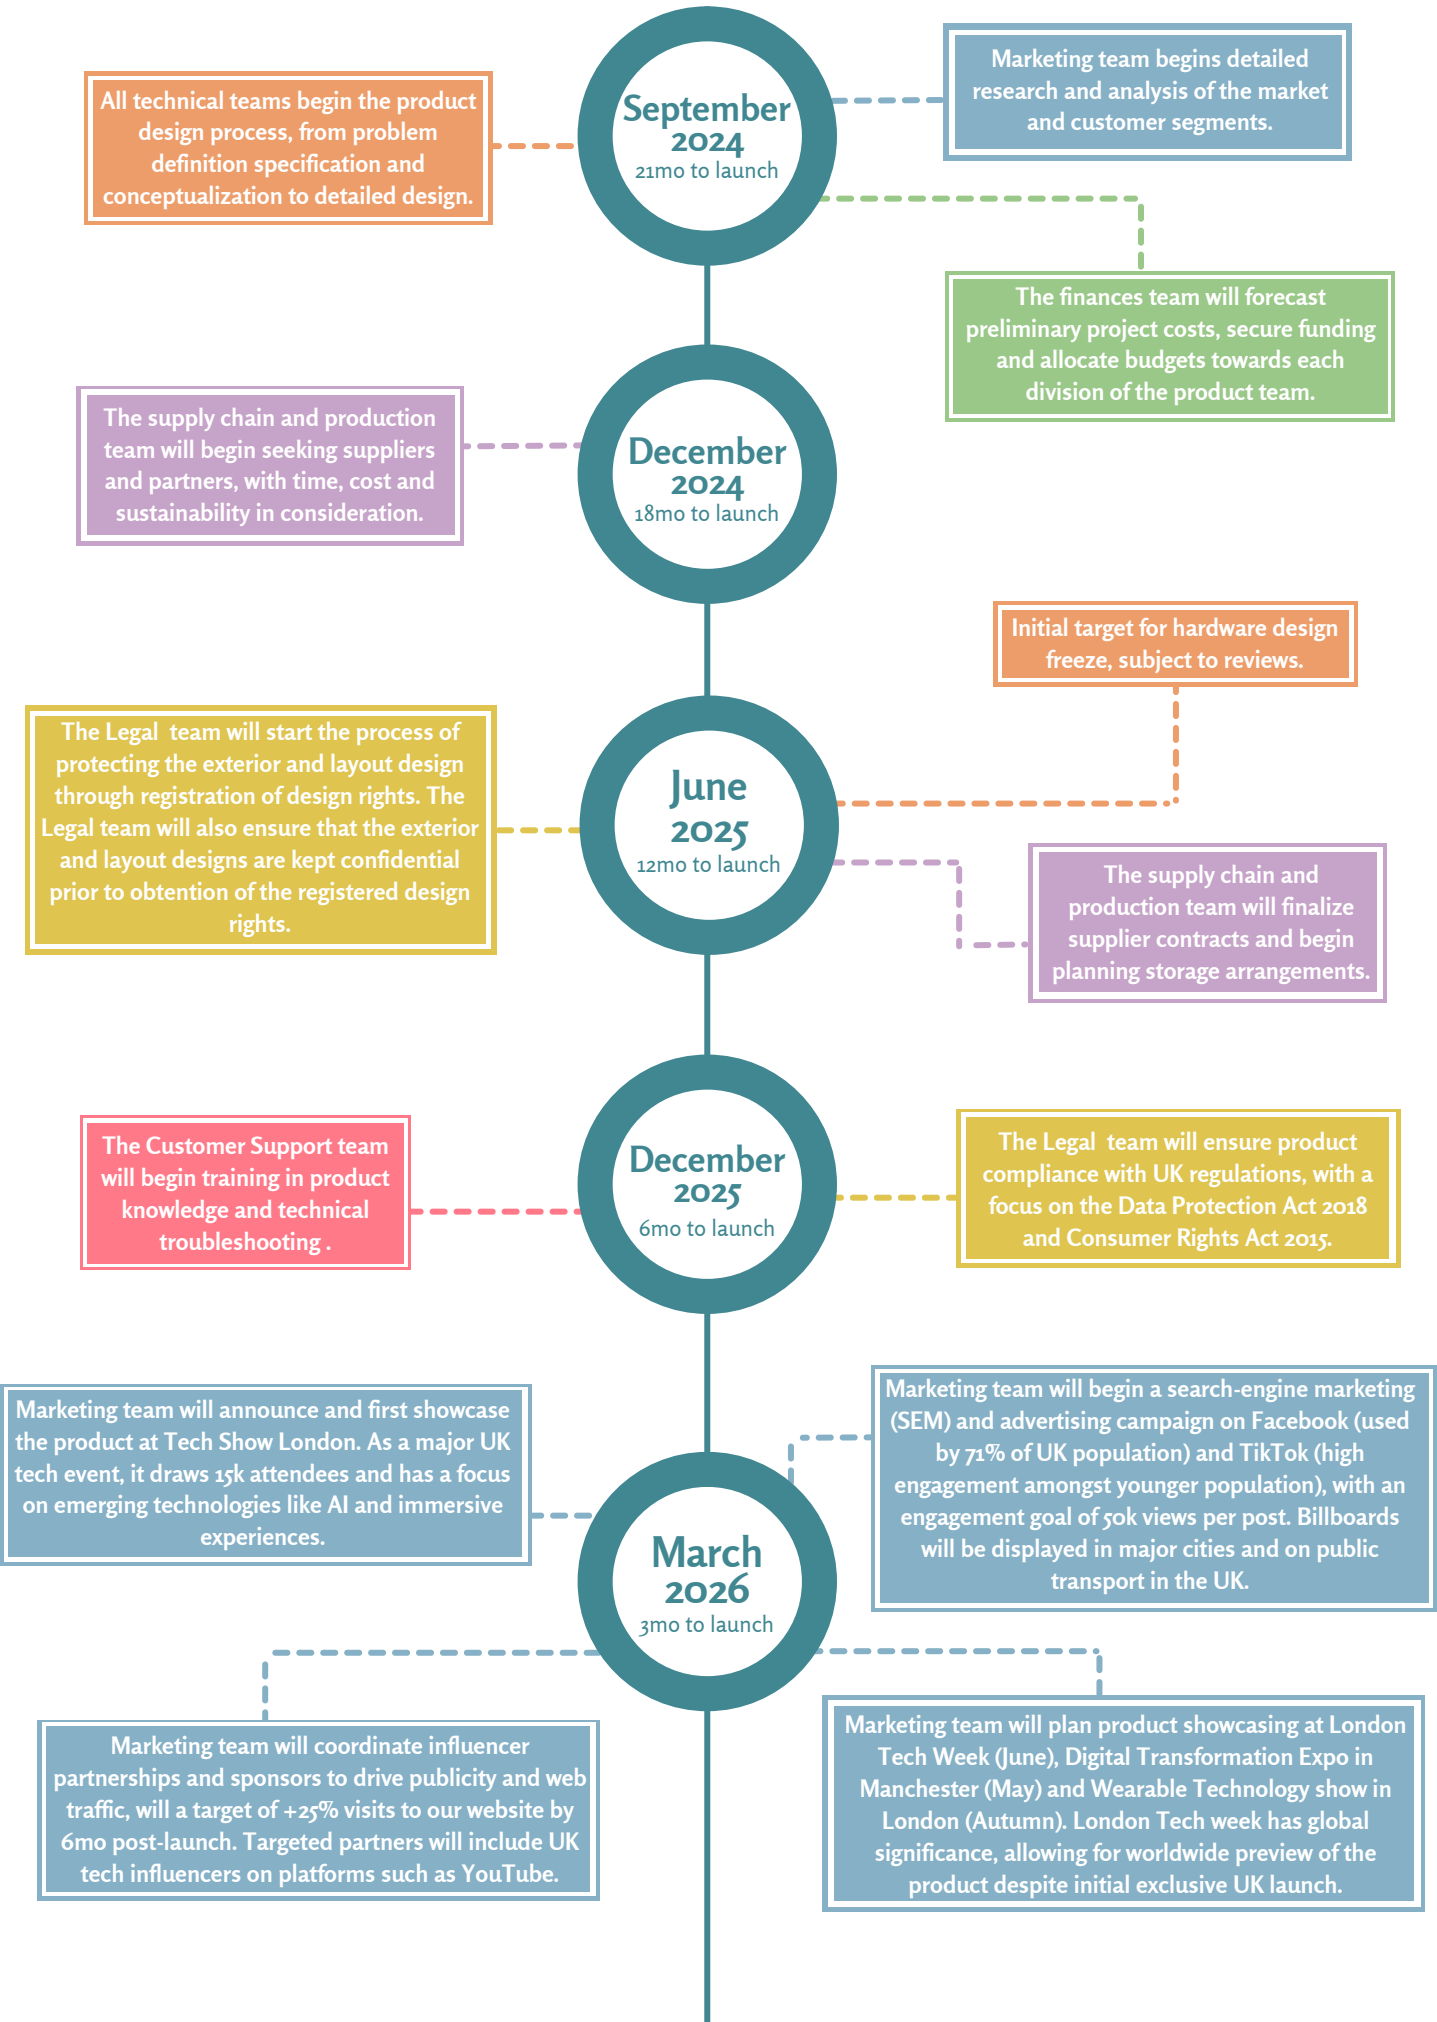 September
2024
21mo to launch
All technical teams begin the product
design process, from problem
definition specification and
conceptualization to detailed design.
Marketing team begins detailed
research and analysis of the market
and customer segments.
The finances team will forecast
preliminary project costs, secure funding
and allocate budgets towards each
division of the product team.
December
2024
18mo to launch
The supply chain and production
team will begin seeking suppliers
and partners, with time, cost and
sustainability in consideration.
June
2025
12mo to launch
Initial target for hardware design
freeze, subject to reviews.
The Legal  team will start the process of
protecting the exterior and layout design
through registration of design rights. The
Legal team will also ensure that the exterior
and layout designs are kept confidential
prior to obtention of the registered design
rights.
The supply chain and
production team will finalize
supplier contracts and begin
planning storage arrangements.
December
2025
6mo to launch
The Customer Support team
will begin training in product
knowledge and technical
troubleshooting .
The Legal  team will ensure product
compliance with UK regulations, with a
focus on the Data Protection Act 2018
and Consumer Rights Act 2015.
March
2026
3mo to launch
Marketing team will announce and first showcase
the product at Tech Show London. As a major UK
tech event, it draws 15k attendees and has a focus
on emerging technologies like AI and immersive
experiences.
Marketing team will begin a search-engine marketing
(SEM) and advertising campaign on Facebook (used
by 71% of UK population) and TikTok (high
engagement amongst younger population), with an
engagement goal of 50k views per post. Billboards
will be displayed in major cities and on public
transport in the UK.
Marketing team will coordinate influencer
partnerships and sponsors to drive publicity and web
traffic, will a target of +25% visits to our website by
6mo post-launch. Targeted partners will include UK
tech influencers on platforms such as YouTube.
Marketing team will plan product showcasing at London
Tech Week (June), Digital Transformation Expo in
Manchester (May) and Wearable Technology show in
London (Autumn). London Tech week has global
significance, allowing for worldwide preview of the
product despite initial exclusive UK launch.